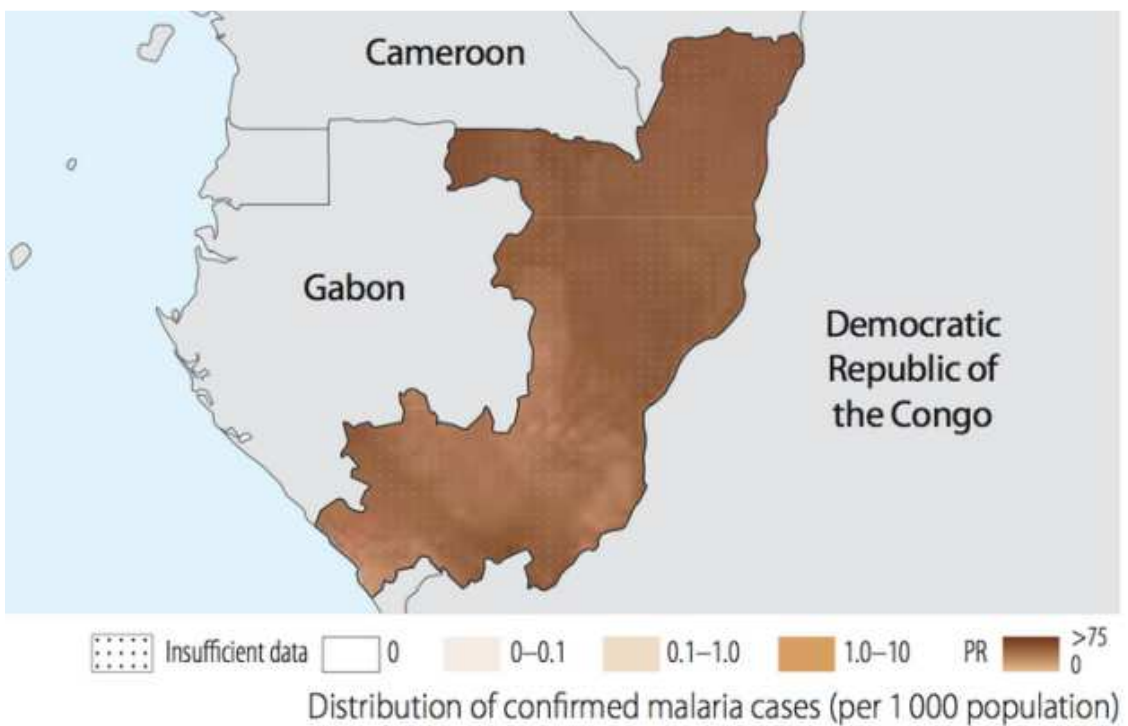 Cameroon
Gabon
Democratic
Republic of
the Congo
Insufficient data 0 0–0.1 0.1–1.0 1.0–10 PR >75
0
Distribution of confirmed malaria cases (per 1 000 population)